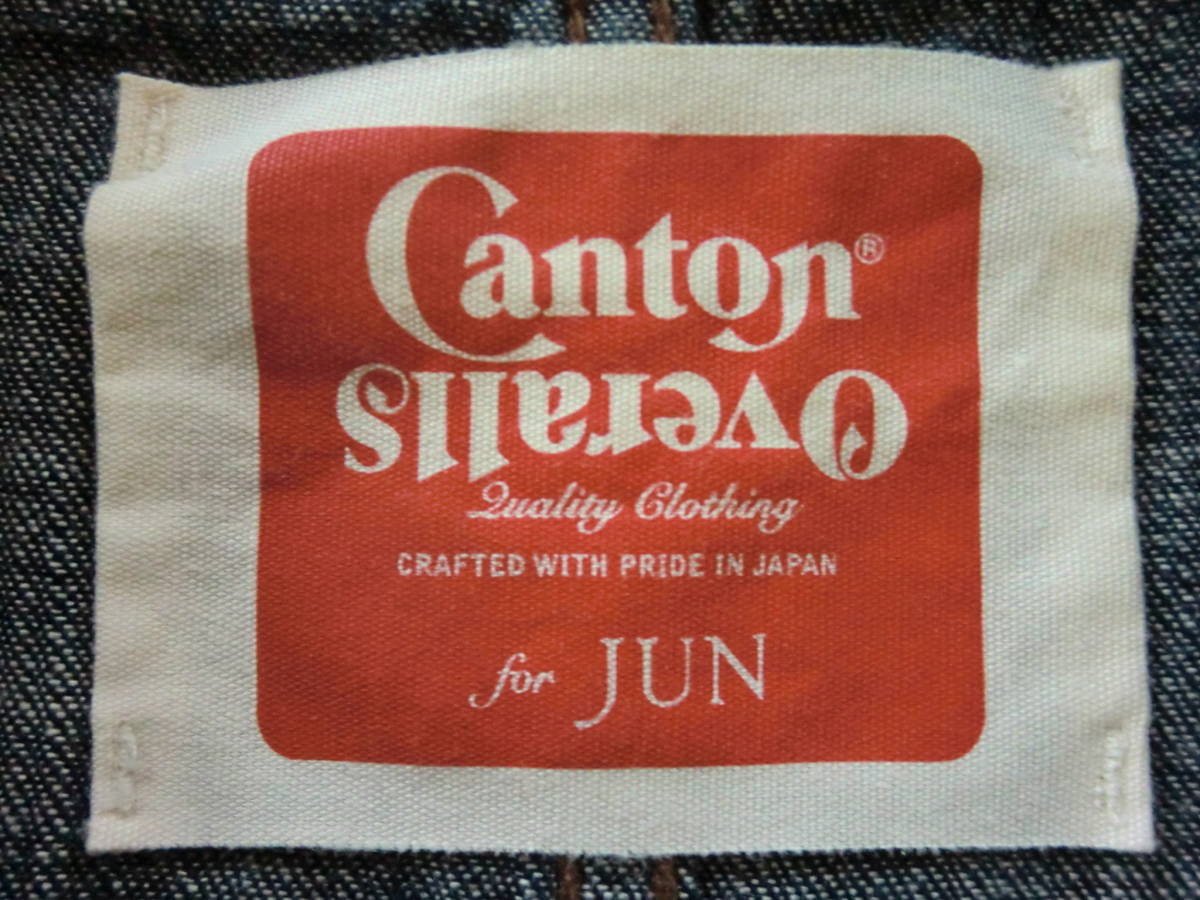 Canton®
Overalls
Quality Clothing
CRAFTED WITH PRIDE IN JAPAN
for JUN